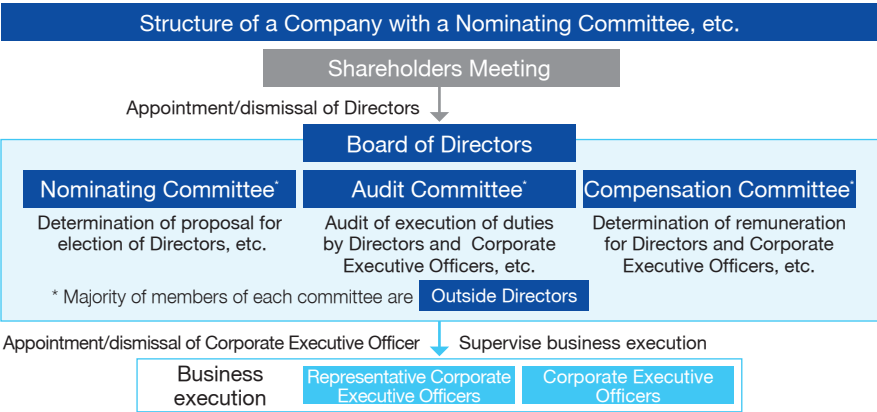 Structure of a Company with a Nominating Committee, etc.
Shareholders Meeting
Appointment/dismissal of Directors
Board of Directors
Nominating Committee*
Determination of proposal for
election of Directors, etc.
Audit Committee*
Audit of execution of duties
by Directors and Corporate
Executive Officers, etc.
Compensation Committee*
Determination of remuneration
for Directors and Corporate
Executive Officers, etc.
* Majority of members of each committee are Outside Directors
Appointment/dismissal of Corporate Executive Officer
Supervise business execution
Business
execution
Representative Corporate
Executive Officers
Corporate Executive
Officers